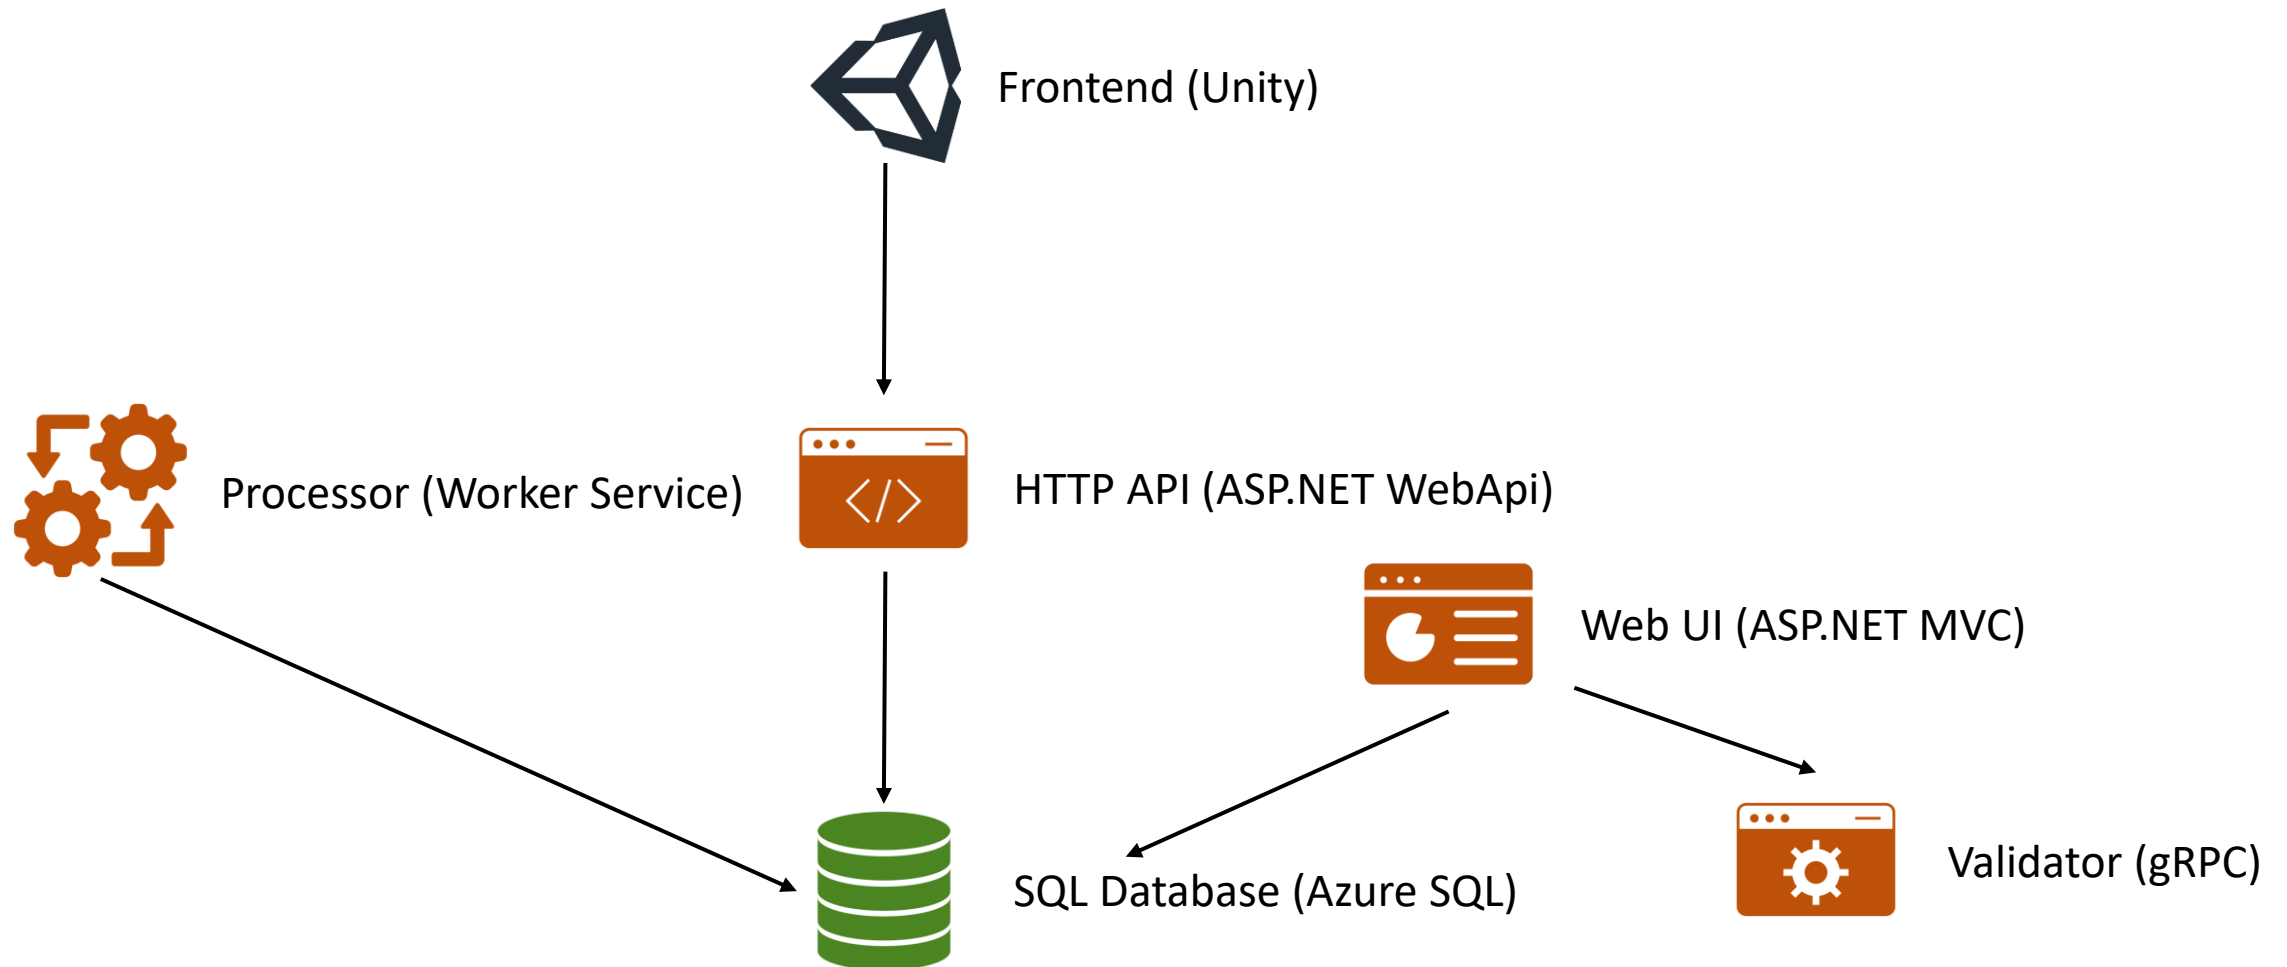 Frontend (Unity)
Processor (Worker Service)
HTTP API (ASP.NET WebApi)
Web UI (ASP.NET MVC)
SQL Database (Azure SQL)
Validator (gRPC)